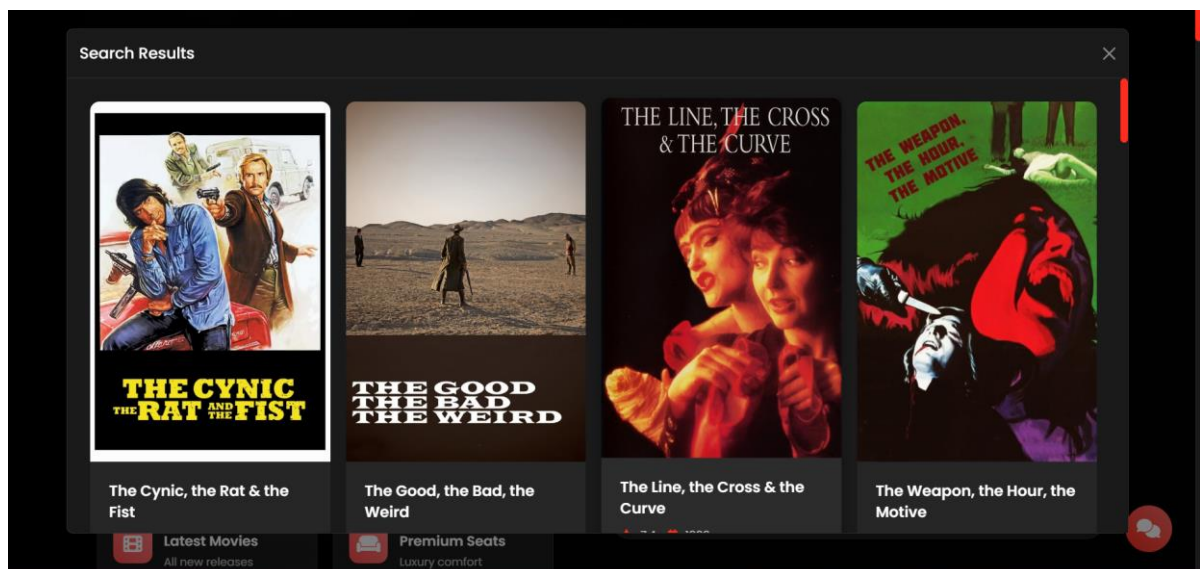 Search Results
THE CYNIC
THE RAT AND THE FIST
THE GOOD
THE BAD
THE WEIRD
THE LINE, THE CROSS
& THE CURVE
THE WEAPON,
THE HOUR,
THE MOTIVE
The Cynic, the Rat & the
Fist
The Good, the Bad, the
Weird
The Line, the Cross & the
Curve
The Weapon, the Hour, the
Motive
Latest Movies
All new releases
Premium Seats
Luxury comfort